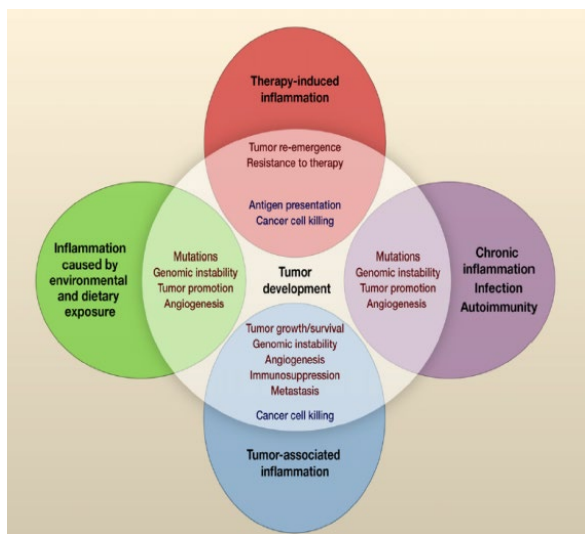 Therapy-induced
inflammation
Tumor re-emergence
Resistance to therapy
Antigen presentation
Cancer cell killing
Inflammation
caused by
environmental
and dietary
exposure
Mutations
Genomic instability
Tumor promotion
Angiogenesis
Tumor
development
Mutations
Genomic instability
Tumor promotion
Angiogenesis
Chronic
inflammation
Infection
Autoimmunity
Tumor growth/survival
Genomic instability
Angiogenesis
Immunosuppression
Metastasis
Cancer cell killing
Tumor-associated
inflammation